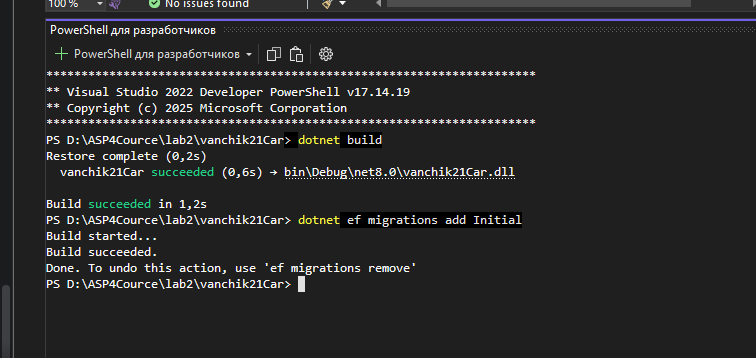 100 %
No issues found
PowerShell для разработчиков
PowerShell для разработчиков
**********************************************************************
** Visual Studio 2022 Developer PowerShell v17.14.19
** Copyright (c) 2025 Microsoft Corporation
**********************************************************************
PS D:\ASP4Cource\lab2\vanchik21Car> dotnet build
Restore complete (0,2s)
  vanchik21Car succeeded (0,6s) → bin\Debug\net8.0\vanchik21Car.dll

Build succeeded in 1,2s
PS D:\ASP4Cource\lab2\vanchik21Car> dotnet ef migrations add Initial
Build started...
Build succeeded.
Done. To undo this action, use 'ef migrations remove'
PS D:\ASP4Cource\lab2\vanchik21Car>